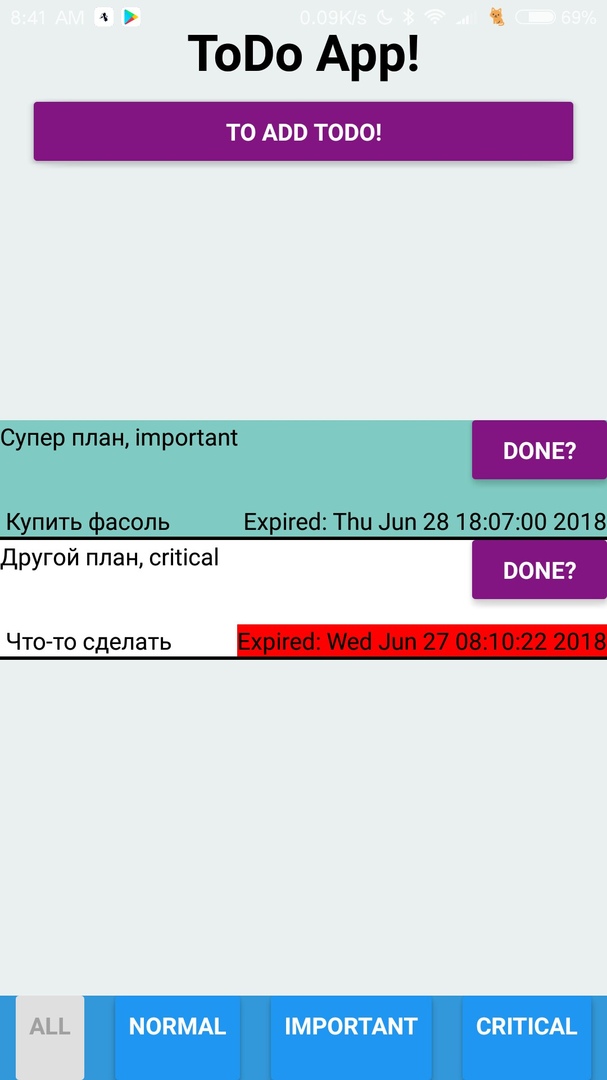 8:41 AM 0.09K/s 69%
ToDo App!
TO ADD TODO!
Супер план, important
DONE?
Купить фасоль Expired: Thu Jun 28 18:07:00 2018
Другой план, critical
DONE?
Что-то сделать Expired: Wed Jun 27 08:10:22 2018
ALL NORMAL IMPORTANT CRITICAL